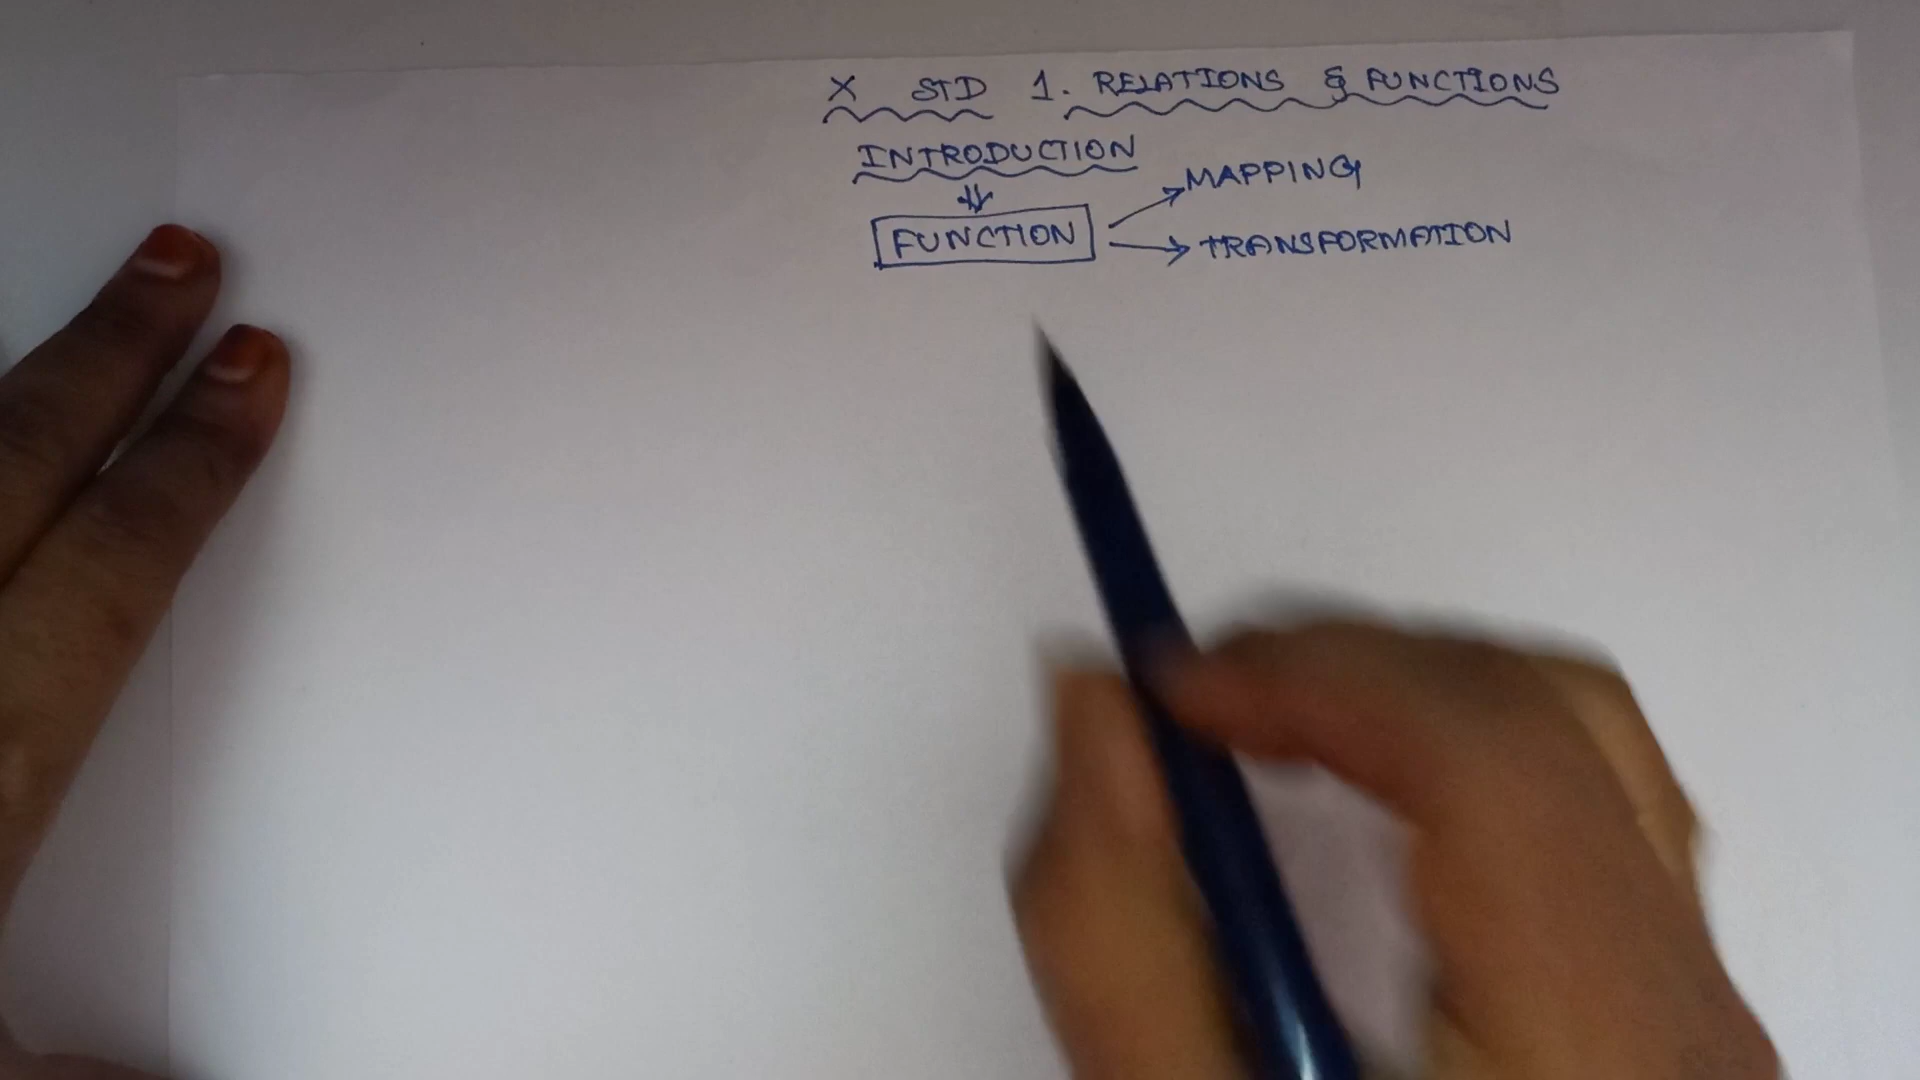 X STD 1. RELATIONS & FUNCTIONS
INTRODUCTION
MAPPING
FUNCTION
TRANSFORMATION